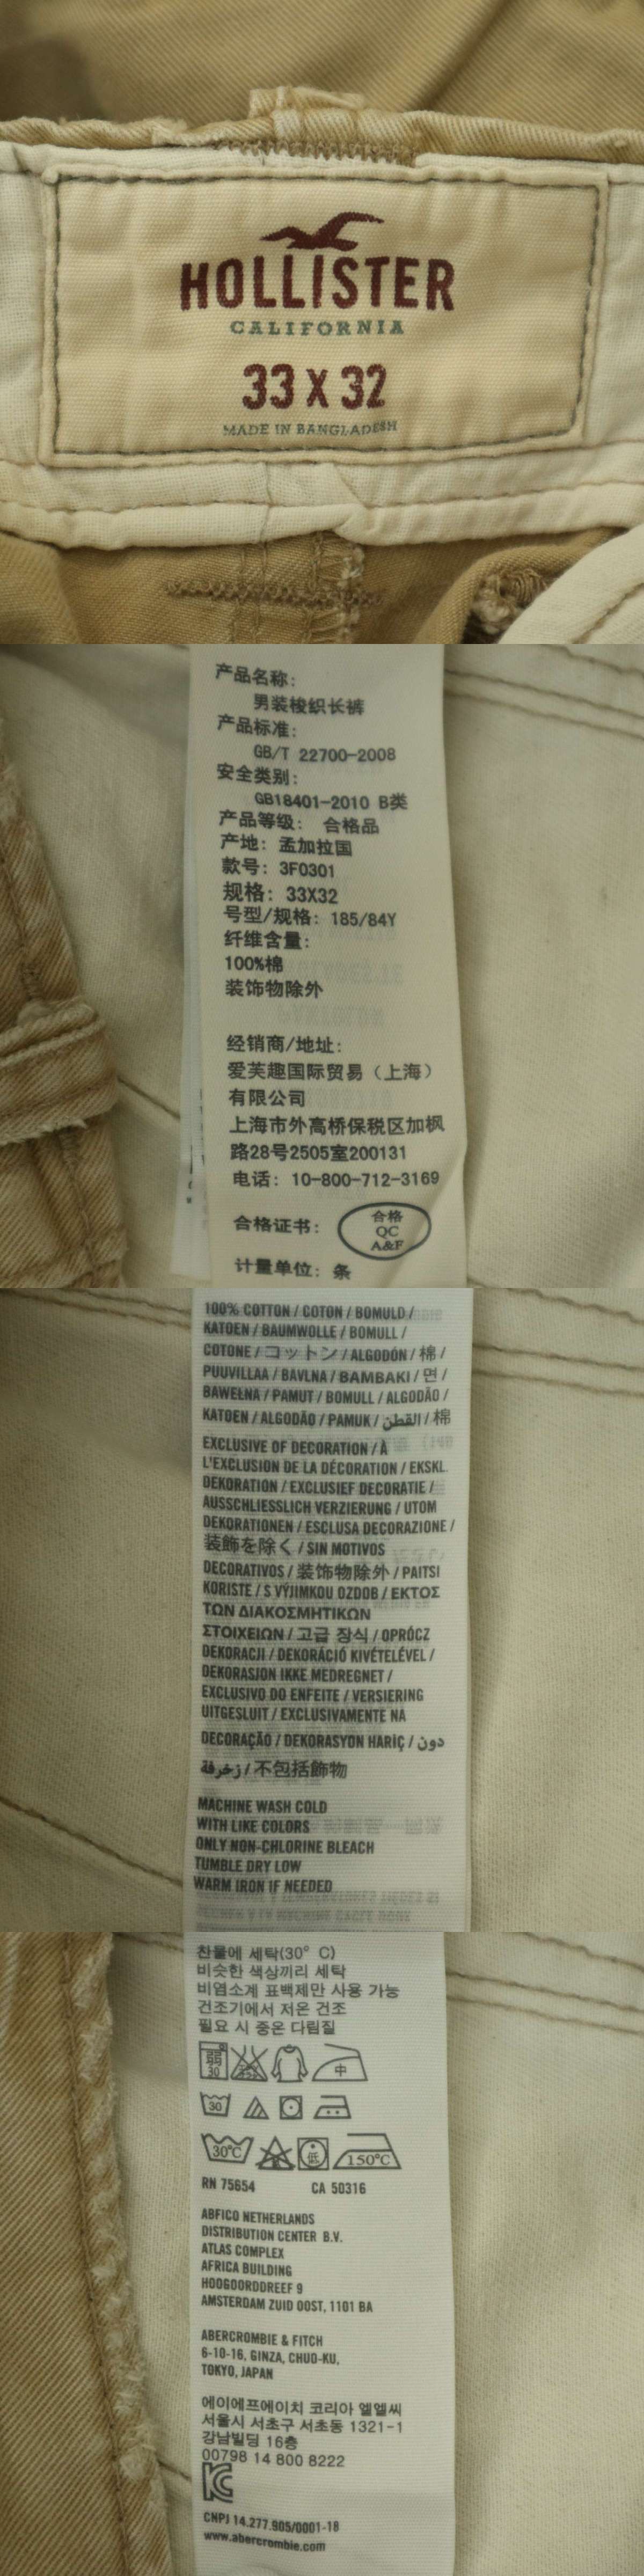 HOLLISTER
CALIFORNIA
33 X 32
MADE IN BANGLADESH
产品名称:
男装梭织长裤
产品标准:
GB/T 22700-2008
安全类别:
GB18401-2010 B类
产品等级: 合格品
产地: 孟加拉国
款号: 3F0301
规格: 33X32
号型/规格: 185/84Y
纤维含量:
100%棉
装饰物除外
经销商/地址:
爱芙趣国际贸易（上海）
有限公司
上海市外高桥保税区加枫
路28号2505室200131
电话: 10-800-712-3169
合格证书:
合格
QC
A&F
计量单位: 条
100% COTTON / COTON / BOMULD /
KATOEN / BAUMWOLLE / BOMULL /
COTONE / コットン / ALGODÓN / 棉 /
PUUVILLAA / BAVLNA / BAMBAKI / 면 /
BAWEŁNA / PAMUT / BOMULL / ALGODÃO /
KATOEN / ALGODÃO / PAMUK / القطن / 棉
EXCLUSIVE OF DECORATION / À
L'EXCLUSION DE LA DÉCORATION / EKSKL.
DEKORATION / EXCLUSIEF DECORATIE /
AUSSCHLIESSLICH VERZIERUNG / UTOM
DEKORATIONEN / ESCLUSA DECORAZIONE /
装飾を除く / SIN MOTIVOS
DECORATIVOS / 装饰物除外 / PAITSI
KORISTE / S VÝJIMKOU OZDOB / ΕΚΤΟΣ
ΤΩΝ ΔΙΑΚΟΣΜΗΤΙΚΩΝ
ΣΤΟΙΧΕΙΩΝ / 고급 장식 / OPRÓCZ
DEKORACJI / DEKORÁCIÓ KIVÉTELÉVEL /
DEKORASJON IKKE MEDREGNET /
EXCLUSIVO DO ENFEITE / VERSIERING
UITGESLUIT / EXCLUSIVAMENTE NA
DECORAÇÃO / DEKORASYON HARİÇ / دون
زخرفة / 不包括飾物
MACHINE WASH COLD
WITH LIKE COLORS
ONLY NON-CHLORINE BLEACH
TUMBLE DRY LOW
WARM IRON IF NEEDED
찬물에 세탁(30° C)
비슷한 색상끼리 세탁
비염소계 표백제만 사용 가능
건조기에서 저온 건조
필요 시 중온 다림질
弱 30 中
30
30℃ 低 150℃
RN 75654 CA 50316
ABFICO NETHERLANDS
DISTRIBUTION CENTER B.V.
ATLAS COMPLEX
AFRICA BUILDING
HOOGOORDDREEF 9
AMSTERDAM ZUID OOST, 1101 BA
ABERCROMBIE & FITCH
6-10-16, GINZA, CHUO-KU,
TOKYO, JAPAN
에이에프에이치 코리아 엘엘씨
서울시 서초구 서초동 1321-1
강남빌딩 16층
00798 14 800 8222
CNPJ 14.277.905/0001-18
www.abercrombie.com